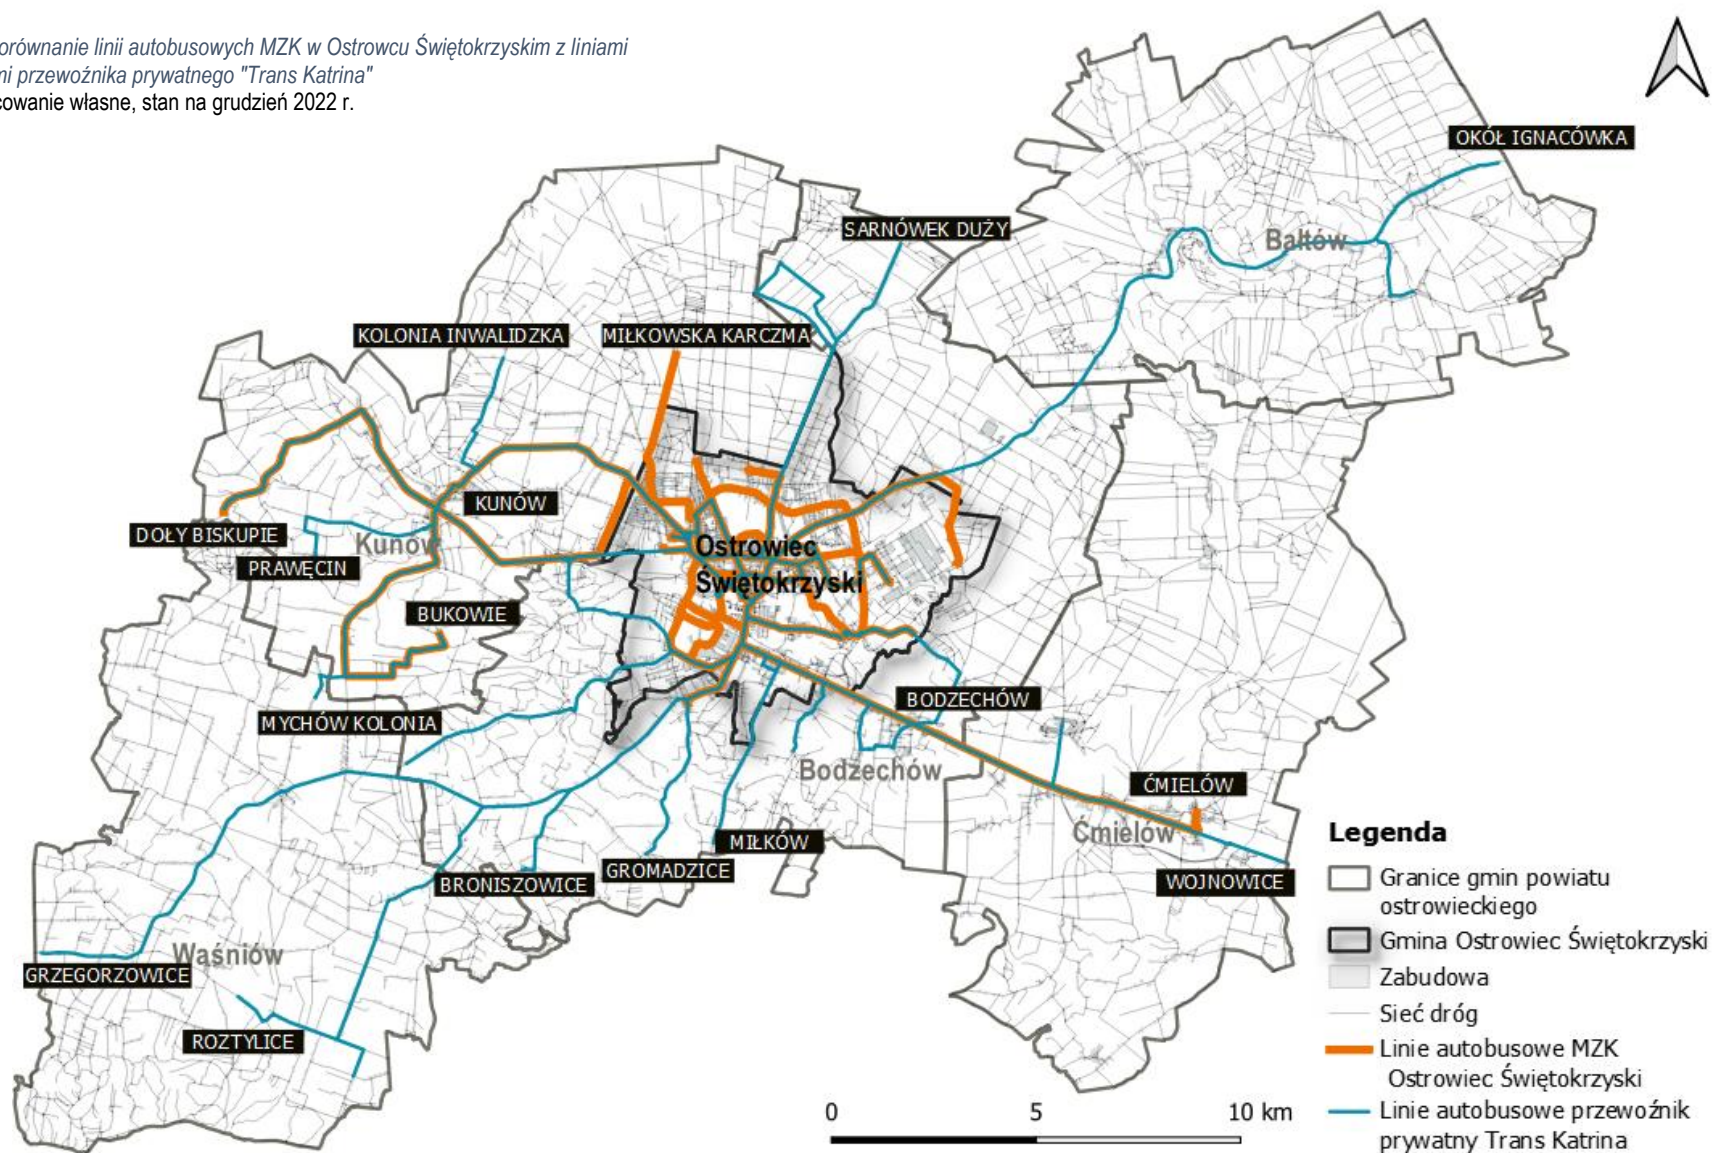 orównanie linii autobusowych MZK w Ostrowcu Świętokrzyskim z liniami
mi przewoźnika prywatnego "Trans Katrina"
cowanie własne, stan na grudzień 2022 r.
OKÓŁ IGNACÓWKA
SARNÓWEK DUŻY
Bałtów
KOLONIA INWALIDZKA
MIŁKOWSKA KARCZMA
KUNÓW
DOŁY BISKUPIE
Kunów
Ostrowiec
Świętokrzyski
PRAWĘCIN
BUKOWIE
BODZECHÓW
MYCHÓW KOLONIA
Bodzechów
ĆMIELÓW
Ćmielów
MIŁKÓW
GROMADZICE
BRONISZOWICE
WOJNOWICE
Waśniów
GRZEGORZOWICE
ROZTYLICE
Legenda
Granice gmin powiatu
ostrowieckiego
Gmina Ostrowiec Świętokrzyski
Zabudowa
Sieć dróg
Linie autobusowe MZK
Ostrowiec Świętokrzyski
Linie autobusowe przewoźnik
prywatny Trans Katrina
0 5 10 km